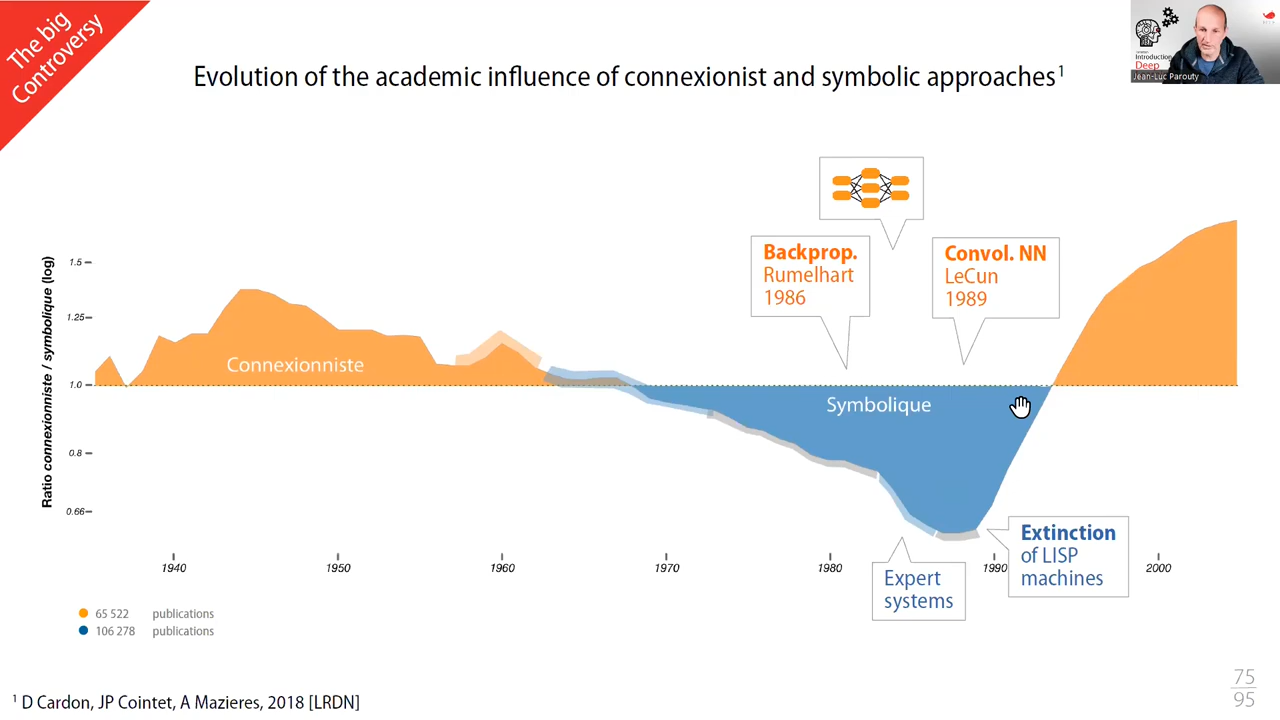 The big
Controversy
Evolution of the academic influence of connexionist and symbolic approaches¹
Introduction
Deep
Jean-Luc Parouty
Backprop.
Rumelhart
1986
Convol. NN
LeCun
1989
Ratio connexionniste / symbolique (log)
1.5
1.25
1.0
0.8
0.66
Connexionniste
Symbolique
Expert
systems
Extinction
of LISP
machines
1940 1950 1960 1970 1980 1990 2000
65 522 publications
106 278 publications
¹ D Cardon, JP Cointet, A Mazieres, 2018 [LRDN]
75
95